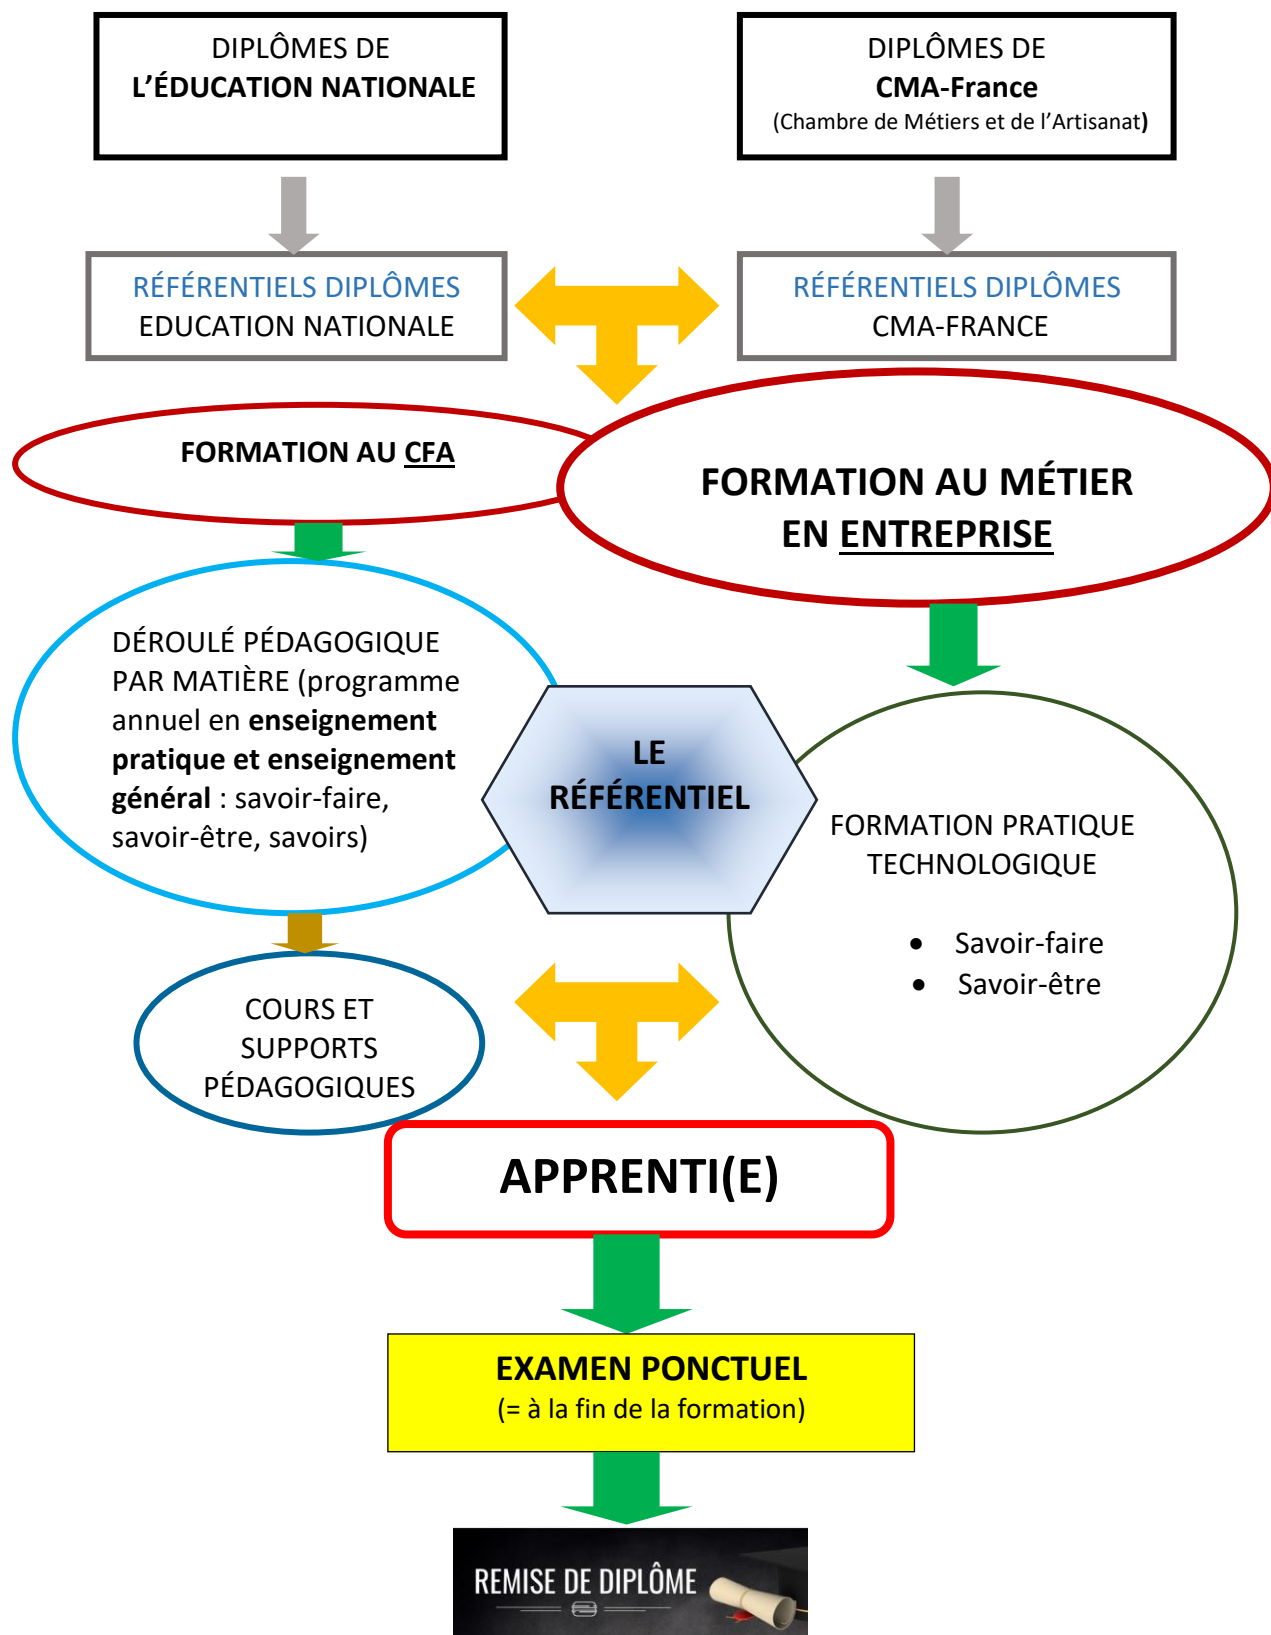 DIPLÔMES DE
L'ÉDUCATION NATIONALE
DIPLÔMES DE
CMA-France
(Chambre de Métiers et de l'Artisanat)
RÉFÉRENTIELS DIPLÔMES
EDUCATION NATIONALE
RÉFÉRENTIELS DIPLÔMES
CMA-FRANCE
FORMATION AU CFA
FORMATION AU MÉTIER
EN ENTREPRISE
DÉROULÉ PÉDAGOGIQUE
PAR MATIÈRE (programme
annuel en enseignement
pratique et enseignement
général : savoir-faire,
savoir-être, savoirs)
LE
RÉFÉRENTIEL
FORMATION PRATIQUE
TECHNOLOGIQUE
• Savoir-faire
• Savoir-être
COURS ET
SUPPORTS
PÉDAGOGIQUES
APPRENTI(E)
EXAMEN PONCTUEL
(= à la fin de la formation)
REMISE DE DIPLÔME